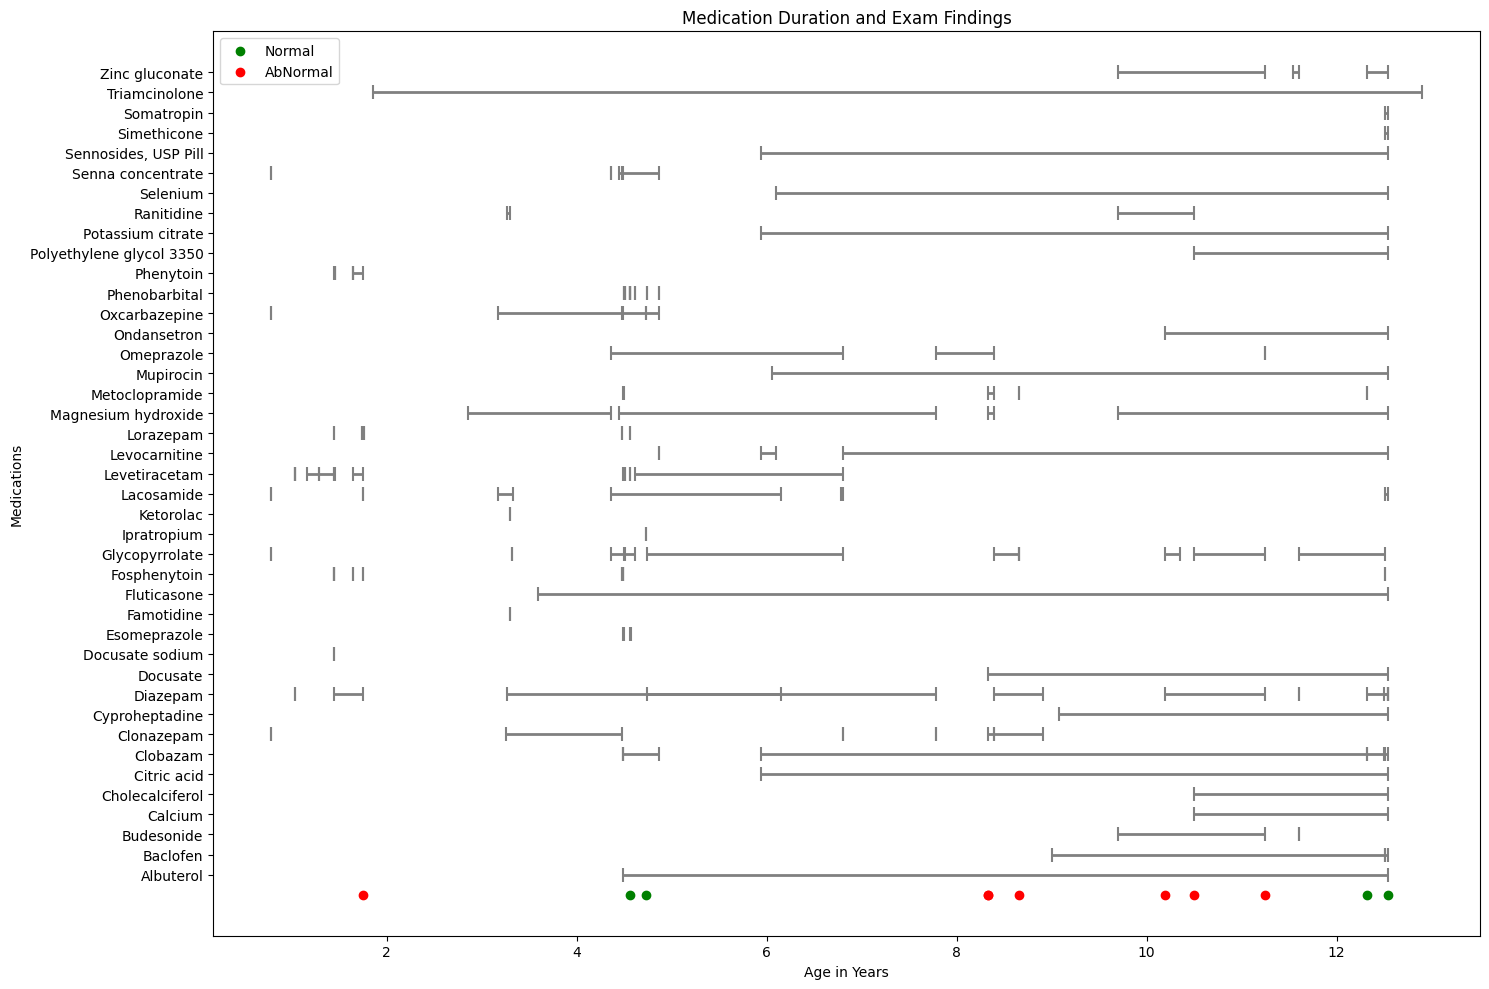 Medication Duration and Exam Findings
Normal
AbNormal
Zinc gluconate
Triamcinolone
Somatropin
Simethicone
Sennosides, USP Pill
Senna concentrate
Selenium
Ranitidine
Potassium citrate
Polyethylene glycol 3350
Phenytoin
Phenobarbital
Oxcarbazepine
Ondansetron
Omeprazole
Mupirocin
Metoclopramide
Magnesium hydroxide
Lorazepam
Levocarnitine
Levetiracetam
Lacosamide
Ketorolac
Ipratropium
Glycopyrrolate
Fosphenytoin
Fluticasone
Famotidine
Esomeprazole
Docusate sodium
Docusate
Diazepam
Cyproheptadine
Clonazepam
Clobazam
Citric acid
Cholecalciferol
Calcium
Budesonide
Baclofen
Albuterol
Medications
2 4 6 8 10 12
Age in Years